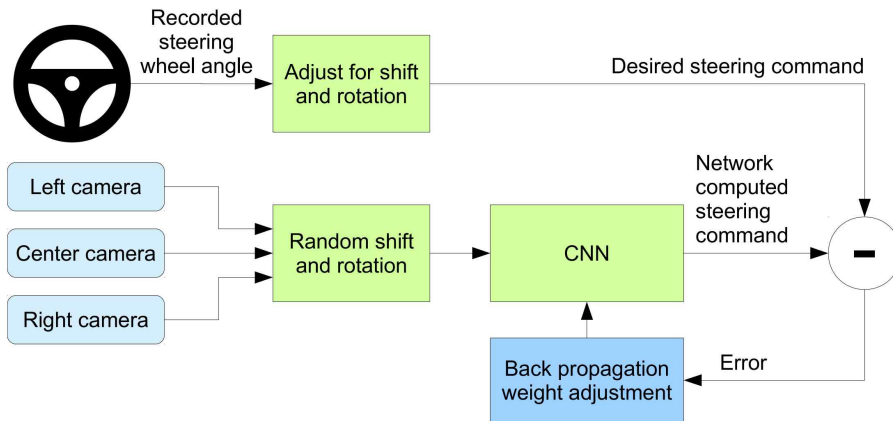 Recorded
steering
wheel angle
Adjust for shift
and rotation
Desired steering command
Left camera
Center camera
Right camera
Random shift
and rotation
CNN
Network
computed
steering
command
-
Back propagation
weight adjustment
Error